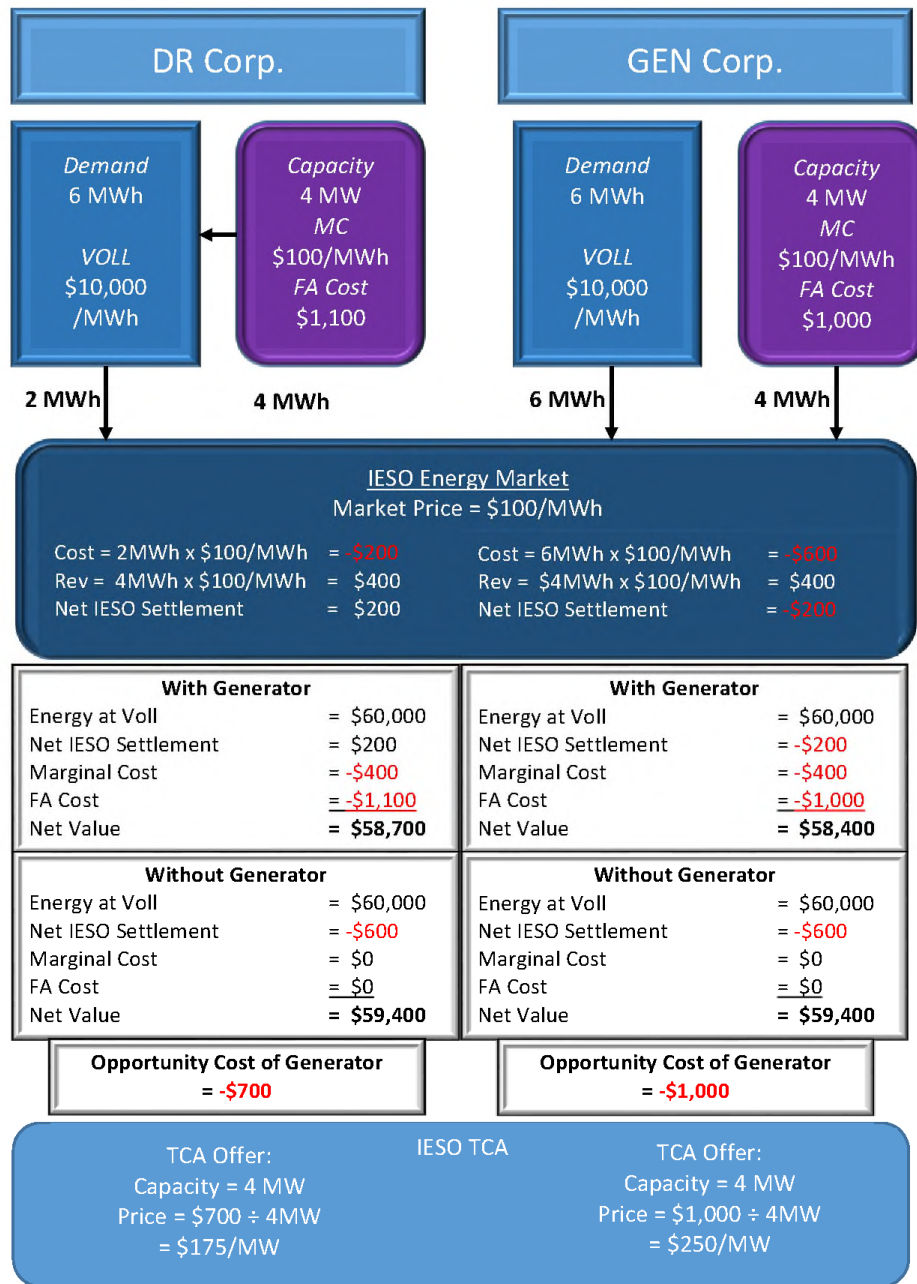 DR Corp.
GEN Corp.
Demand
6 MWh
VOLL
$10,000
/MWh
Capacity
4 MW
MC
$100/MWh
FA Cost
$1,100
Demand
6 MWh
VOLL
$10,000
/MWh
Capacity
4 MW
MC
$100/MWh
FA Cost
$1,000
2 MWh
4 MWh
6 MWh
4 MWh
IESO Energy Market
Market Price = $100/MWh
Cost = 2MWh x $100/MWh = -$200
Rev = 4MWh x $100/MWh = $400
Net IESO Settlement = $200
Cost = 6MWh x $100/MWh = -$600
Rev = $4MWh x $100/MWh = $400
Net IESO Settlement = -$200
With Generator
Energy at Voll = $60,000
Net IESO Settlement = $200
Marginal Cost = -$400
FA Cost = -$1,100
Net Value = $58,700
With Generator
Energy at Voll = $60,000
Net IESO Settlement = -$200
Marginal Cost = -$400
FA Cost = -$1,000
Net Value = $58,400
Without Generator
Energy at Voll = $60,000
Net IESO Settlement = -$600
Marginal Cost = $0
FA Cost = $0
Net Value = $59,400
Without Generator
Energy at Voll = $60,000
Net IESO Settlement = -$600
Marginal Cost = $0
FA Cost = $0
Net Value = $59,400
Opportunity Cost of Generator
= -$700
Opportunity Cost of Generator
= -$1,000
IESO TCA
TCA Offer:
Capacity = 4 MW
Price = $700 ÷ 4MW
= $175/MW
TCA Offer:
Capacity = 4 MW
Price = $1,000 ÷ 4MW
= $250/MW